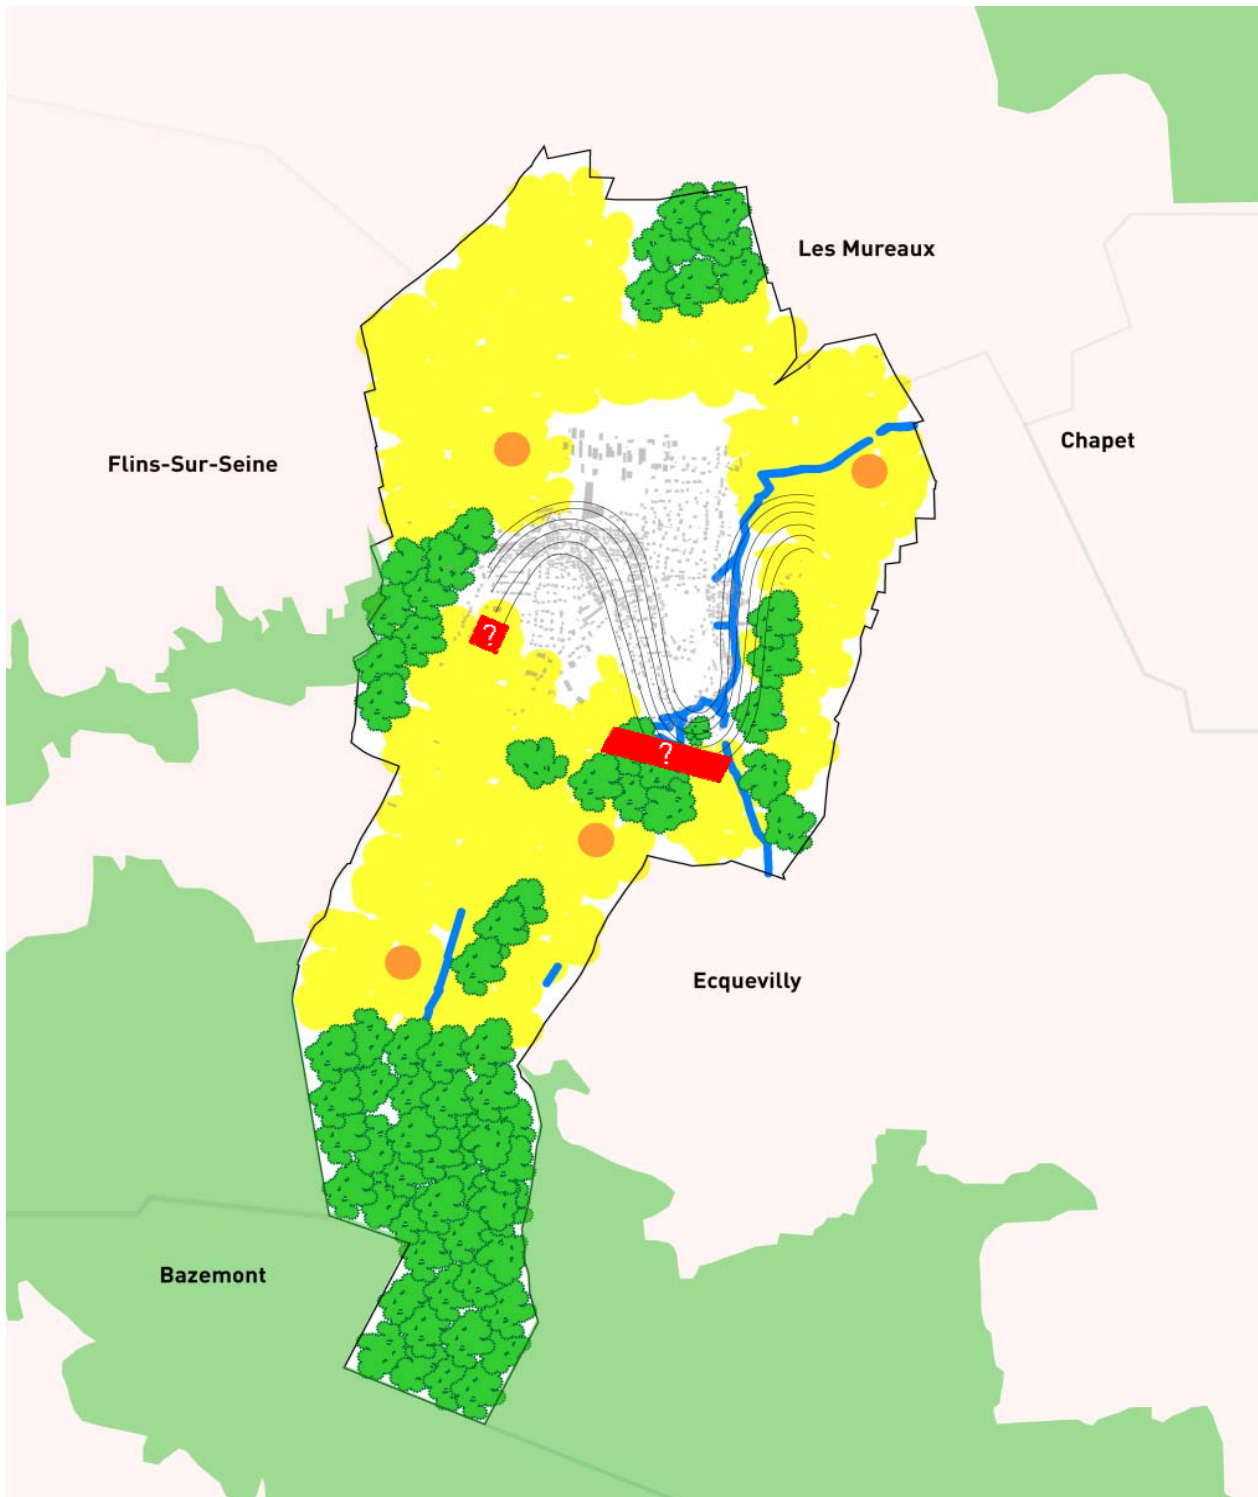 Les Mureaux
Chapet
Flins-Sur-Seine
?
?
Ecquevilly
Bazemont